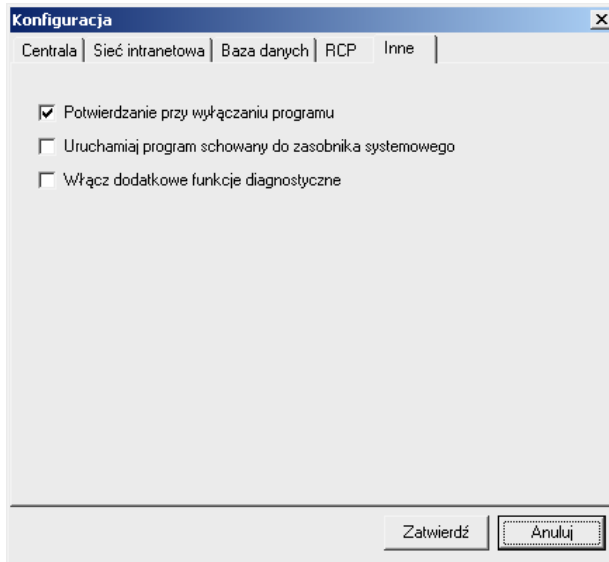 Konfiguracja
Centrala Sieć intranetowa Baza danych RCP Inne
Potwierdzanie przy wyłączaniu programu
Uruchamiaj program schowany do zasobnika systemowego
Włącz dodatkowe funkcje diagnostyczne
Zatwierdź Anuluj